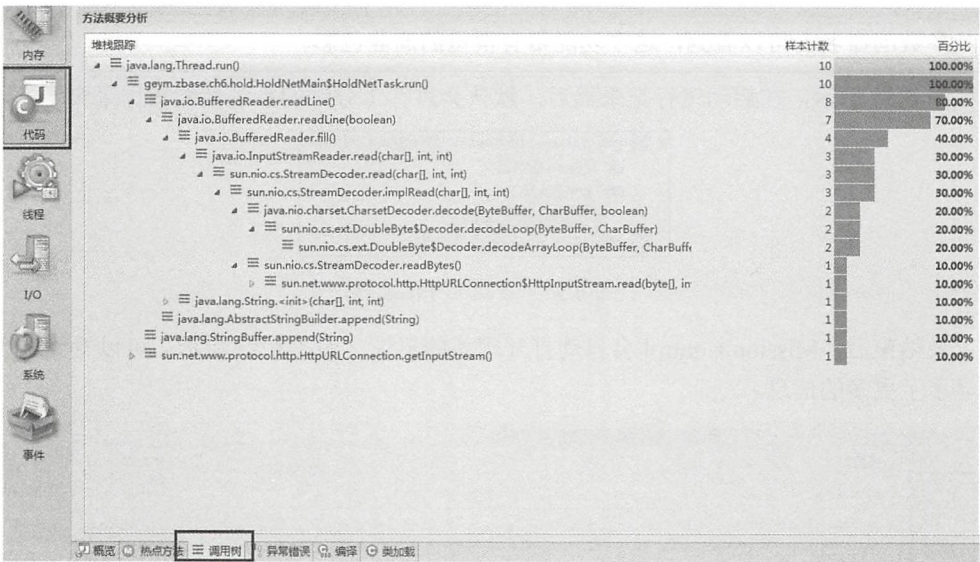 方法概要分析
堆栈跟踪 样本计数 百分比
java.lang.Thread.run() 10 100.00%
geym.zbase.ch6.hold.HoldNetMain$HoldNetTask.run() 10 100.00%
java.io.BufferedReader.readLine() 8 80.00%
java.io.BufferedReader.readLine(boolean) 7 70.00%
java.io.BufferedReader.fill() 4 40.00%
java.io.InputStreamReader.read(char[], int, int) 3 30.00%
sun.nio.cs.StreamDecoder.read(char[], int, int) 3 30.00%
sun.nio.cs.StreamDecoder.implRead(char[], int, int) 3 30.00%
java.nio.charset.CharsetDecoder.decode(ByteBuffer, CharBuffer, boolean) 2 20.00%
sun.nio.cs.ext.DoubleByte$Decoder.decodeLoop(ByteBuffer, CharBuffer) 2 20.00%
sun.nio.cs.ext.DoubleByte$Decoder.decodeArrayLoop(ByteBuffer, CharBuffe 2 20.00%
sun.nio.cs.StreamDecoder.readBytes() 1 10.00%
sun.net.www.protocol.http.HttpURLConnection$HttpInputStream.read(byte[], in 1 10.00%
java.lang.String.<init>(char[], int, int) 1 10.00%
java.lang.AbstractStringBuilder.append(String) 1 10.00%
java.lang.StringBuffer.append(String) 1 10.00%
sun.net.www.protocol.http.HttpURLConnection.getInputStream() 1 10.00%
内存
代码
线程
I/O
系统
事件
概览 热点方法 调用树 异常错误 编译 类加载